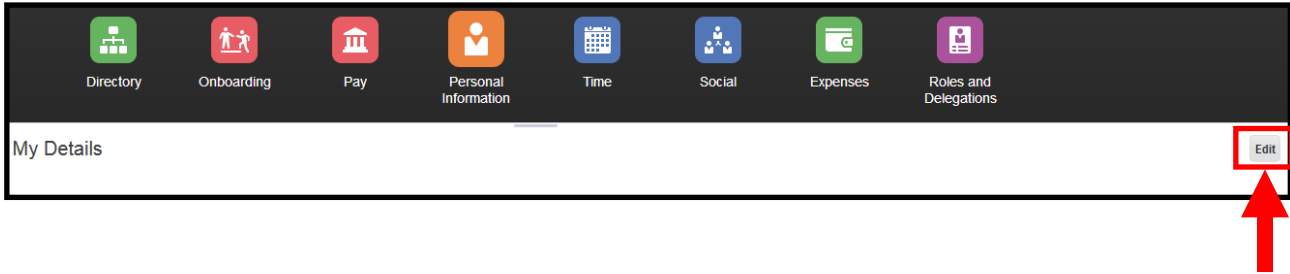 Directory Onboarding Pay Personal Time Social Expenses Roles and
Information Delegations
My Details Edit